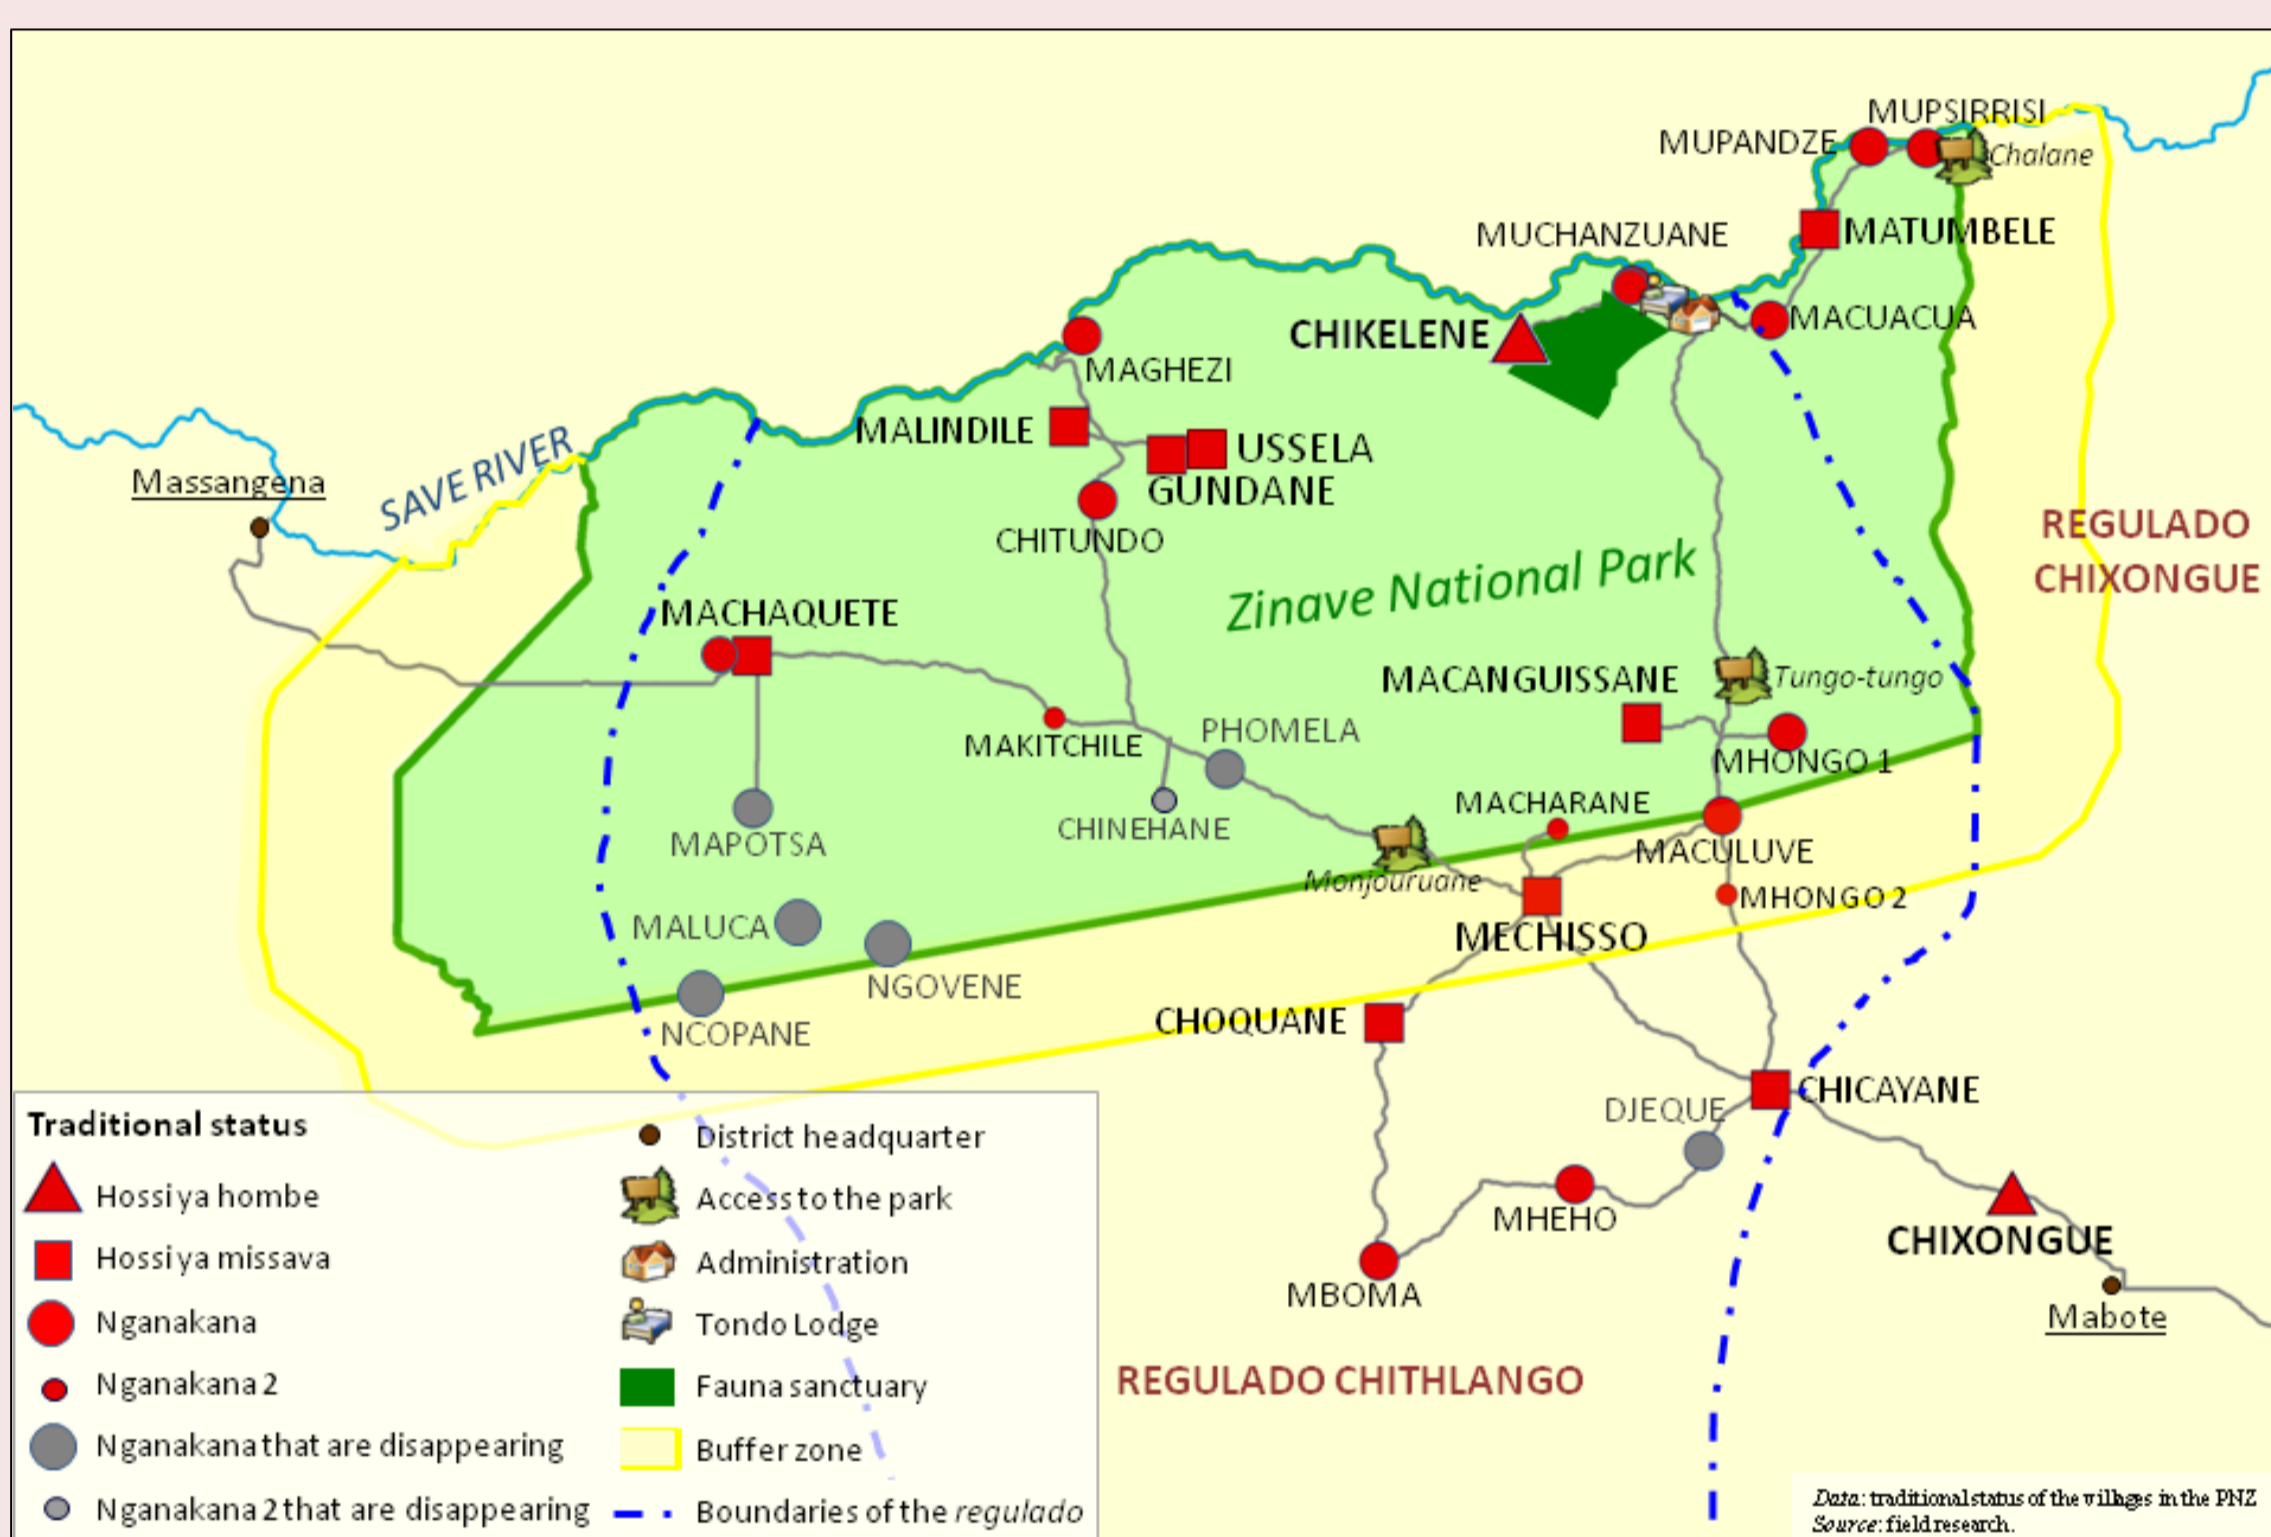 MUPSIRRISI
MUPANDZE
Chalane
MUCHANZUANE
MATUMBELE
CHIKELENE
MACUACUA
MAGHEZI
MALINDILE
USSELA
GUNDANE
SAVE RIVER
Massangena
CHITUNDO
REGULADO
CHIXONGUE
Zinave National Park
MACHAQUETE
MACANGUISSANE
Tungo-tungo
PHOMELA
MAKITCHILE
MHONGO 1
MACHARANE
CHINEHANE
MAPOTSA
MACULUVE
Monjouruane
MHONGO 2
MALUCA
MECHISSO
NGOVENE
NCOPANE
CHOQUANE
CHICAYANE
DJEQUE
MHEHO
CHIXONGUE
MBOMA
Mabote
REGULADO CHITHLANGO
Traditional status
Hossi ya hombe
Hossi ya missava
Nganakana
Nganakana 2
Nganakana that are disappearing
Nganakana 2 that are disappearing
District headquarter
Access to the park
Administration
Tondo Lodge
Fauna sanctuary
Buffer zone
Boundaries of the regulado
Data: traditional status of the villages in the PNZ
Source: field research.